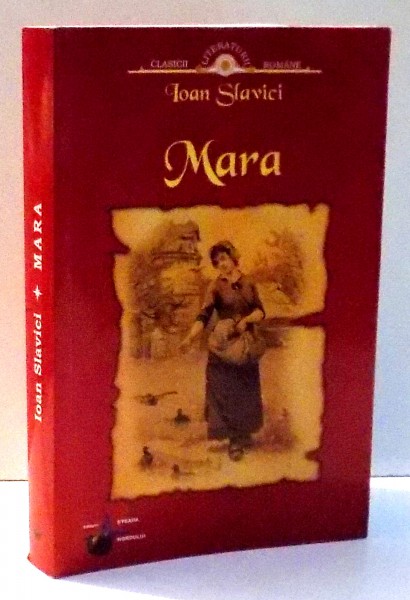 CLASICII LITERATURII ROMÂNE
Ioan Slavici
Mara
Ioan Slavici ✦ MARA
STEAUA
NORDULUI